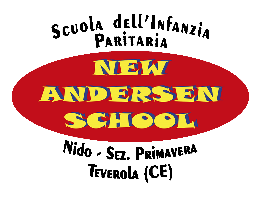 Scuola dell'Infanzia
Paritaria
NEW
ANDERSEN
SCHOOL
Nido - Sez. Primavera
Teverola (CE)